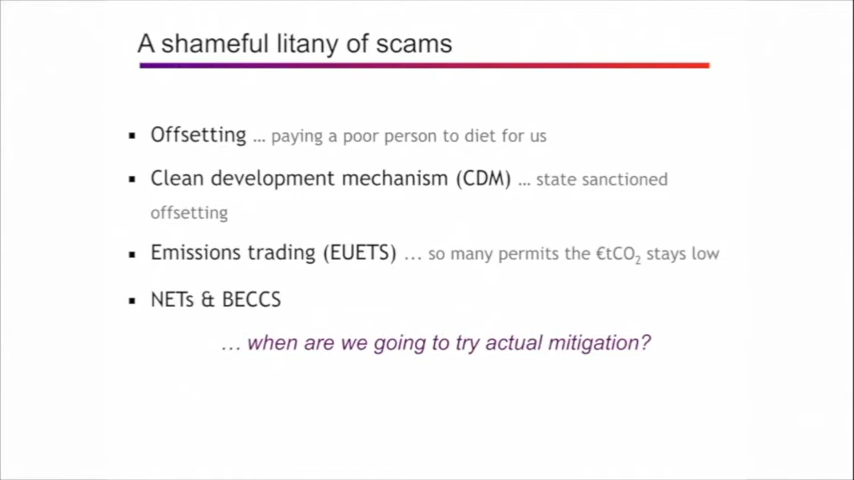 A shameful litany of scams
▪ Offsetting ... paying a poor person to diet for us
▪ Clean development mechanism (CDM) ... state sanctioned
offsetting
▪ Emissions trading (EUETS) ... so many permits the €tCO₂ stays low
▪ NETs & BECCS
... when are we going to try actual mitigation?